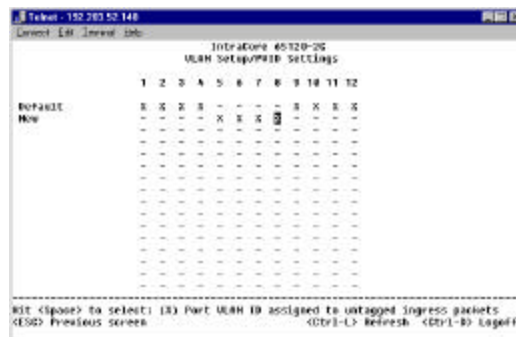 Telnet - 192.203.52.148
Connect Edit Terminal Help
IntraCore 65120-2G
VLAN Setup/PVID Settings
1 2 3 4 5 6 7 8 9 10 11 12
Default X X X X - - - - X X X X
New - - - - X X X X - - - -
- - - - - - - - - - - -
- - - - - - - - - - - -
- - - - - - - - - - - -
- - - - - - - - - - - -
- - - - - - - - - - - -
- - - - - - - - - - - -
- - - - - - - - - - - -
- - - - - - - - - - - -
- - - - - - - - - - - -
- - - - - - - - - - - -
- - - - - - - - - - - -
- - - - - - - - - - - -
Hit <Space> to select: (X) Port VLAN ID assigned to untagged ingress packets
<ESC> Previous screen <Ctrl-L> Refresh <Ctrl-D> Logoff